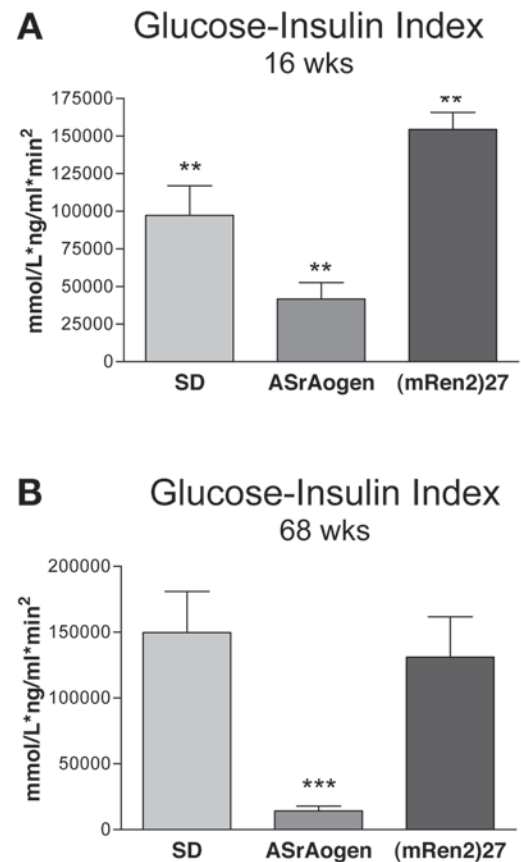 A
Glucose-Insulin Index
16 wks
mmol/L*ng/ml*min²
175000
150000
125000
100000
75000
50000
25000
0
**
**
**
SD
ASrAogen
(mRen2)27
B
Glucose-Insulin Index
68 wks
mmol/L*ng/ml*min²
200000
150000
100000
50000
0
***
SD
ASrAogen
(mRen2)27